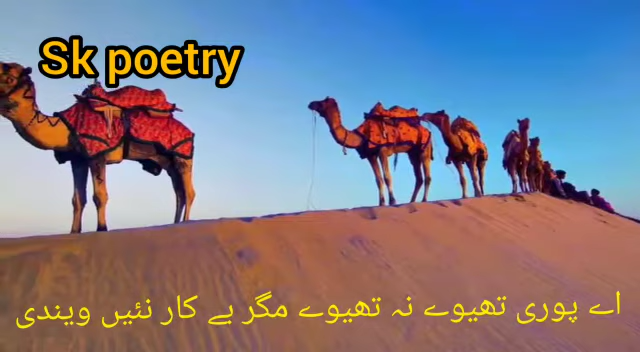 Sk poetry
اے پوری تھیوے نہ تھیوے مگر بے کار نئیں ویندی